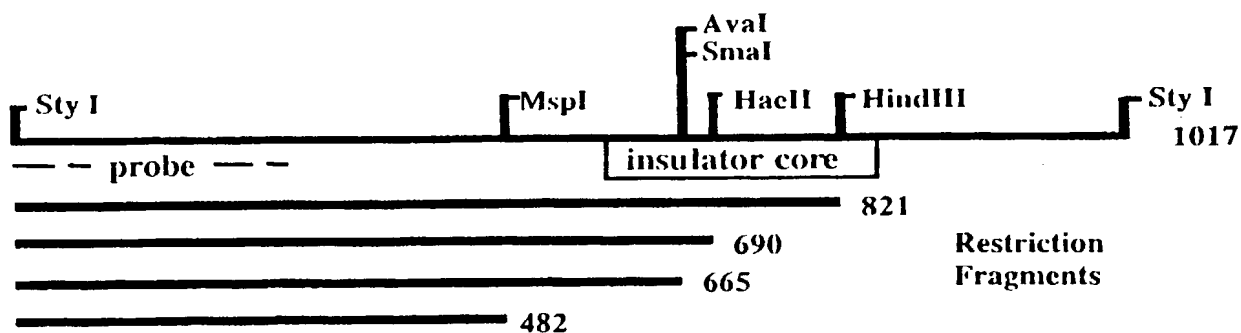 AvaI
SmaI
Sty I
MspI
HaeII
HindIII
Sty I
1017
probe
insulator core
821
690
Restriction
665
Fragments
482